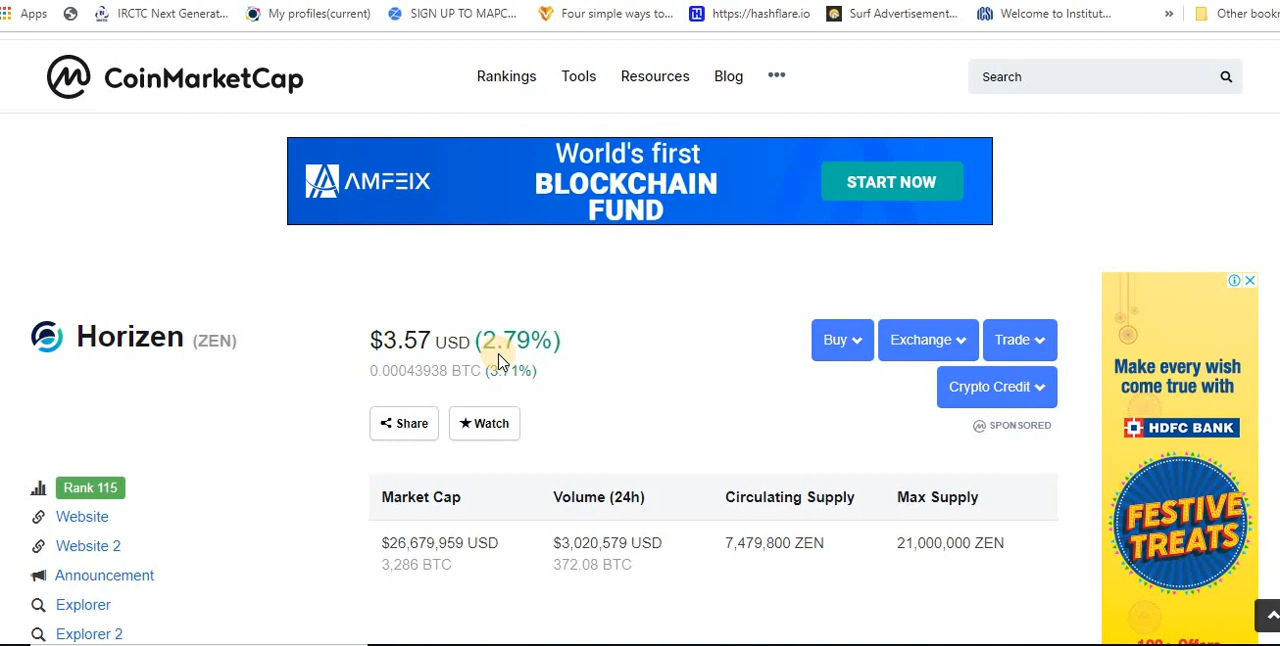 Apps IRCTC Next Generat... My profiles(current) SIGN UP TO MAPC... Four simple ways to... https://hashflare.io Surf Advertisement... Welcome to Institut... » Other bookr
CoinMarketCap Rankings Tools Resources Blog ••• Search
AMFEIX World's first BLOCKCHAIN FUND START NOW
Horizen (ZEN)
$3.57 USD (2.79%)
0.00043938 BTC (3. 1%)
Buy Exchange Trade
Crypto Credit
SPONSORED
Share Watch
Rank 115
Website
Website 2
Announcement
Explorer
Explorer 2
Market Cap Volume (24h) Circulating Supply Max Supply
$26,679,959 USD $3,020,579 USD 7,479,800 ZEN 21,000,000 ZEN
3,286 BTC 372.08 BTC
Make every wish
come true with
HDFC BANK
FESTIVE
TREATS